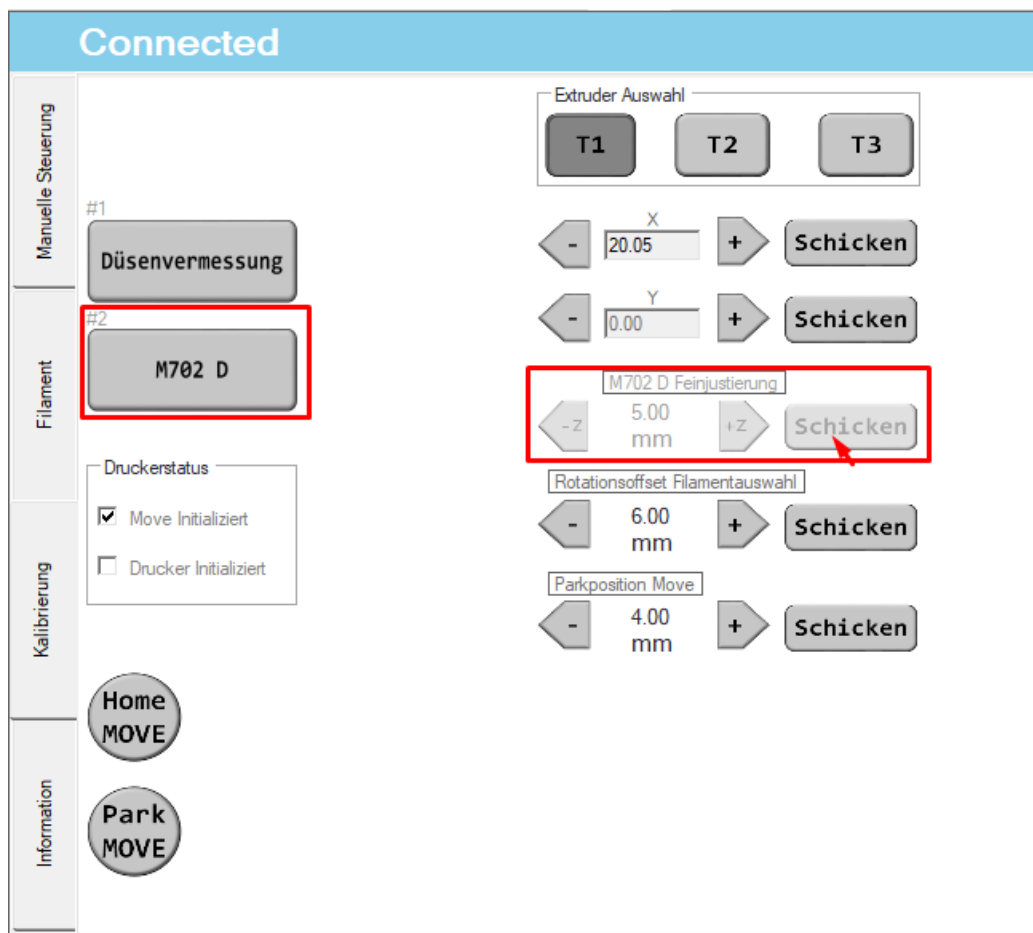 Connected
Manuelle Steuerung
Filament
Kalibrierung
Information
#1
Düsenvermessung
#2
M702 D
Druckerstatus
Move Initializiert
Drucker Initializiert
Home
MOVE
Park
MOVE
Extruder Auswahl
T1 T2 T3
X
- 20.05 + Schicken
Y
- 0.00 + Schicken
M702 D Feinjustierung
-Z 5.00 mm +Z Schicken
Rotationsoffset Filamentauswahl
- 6.00 mm + Schicken
Parkposition Move
- 4.00 mm + Schicken